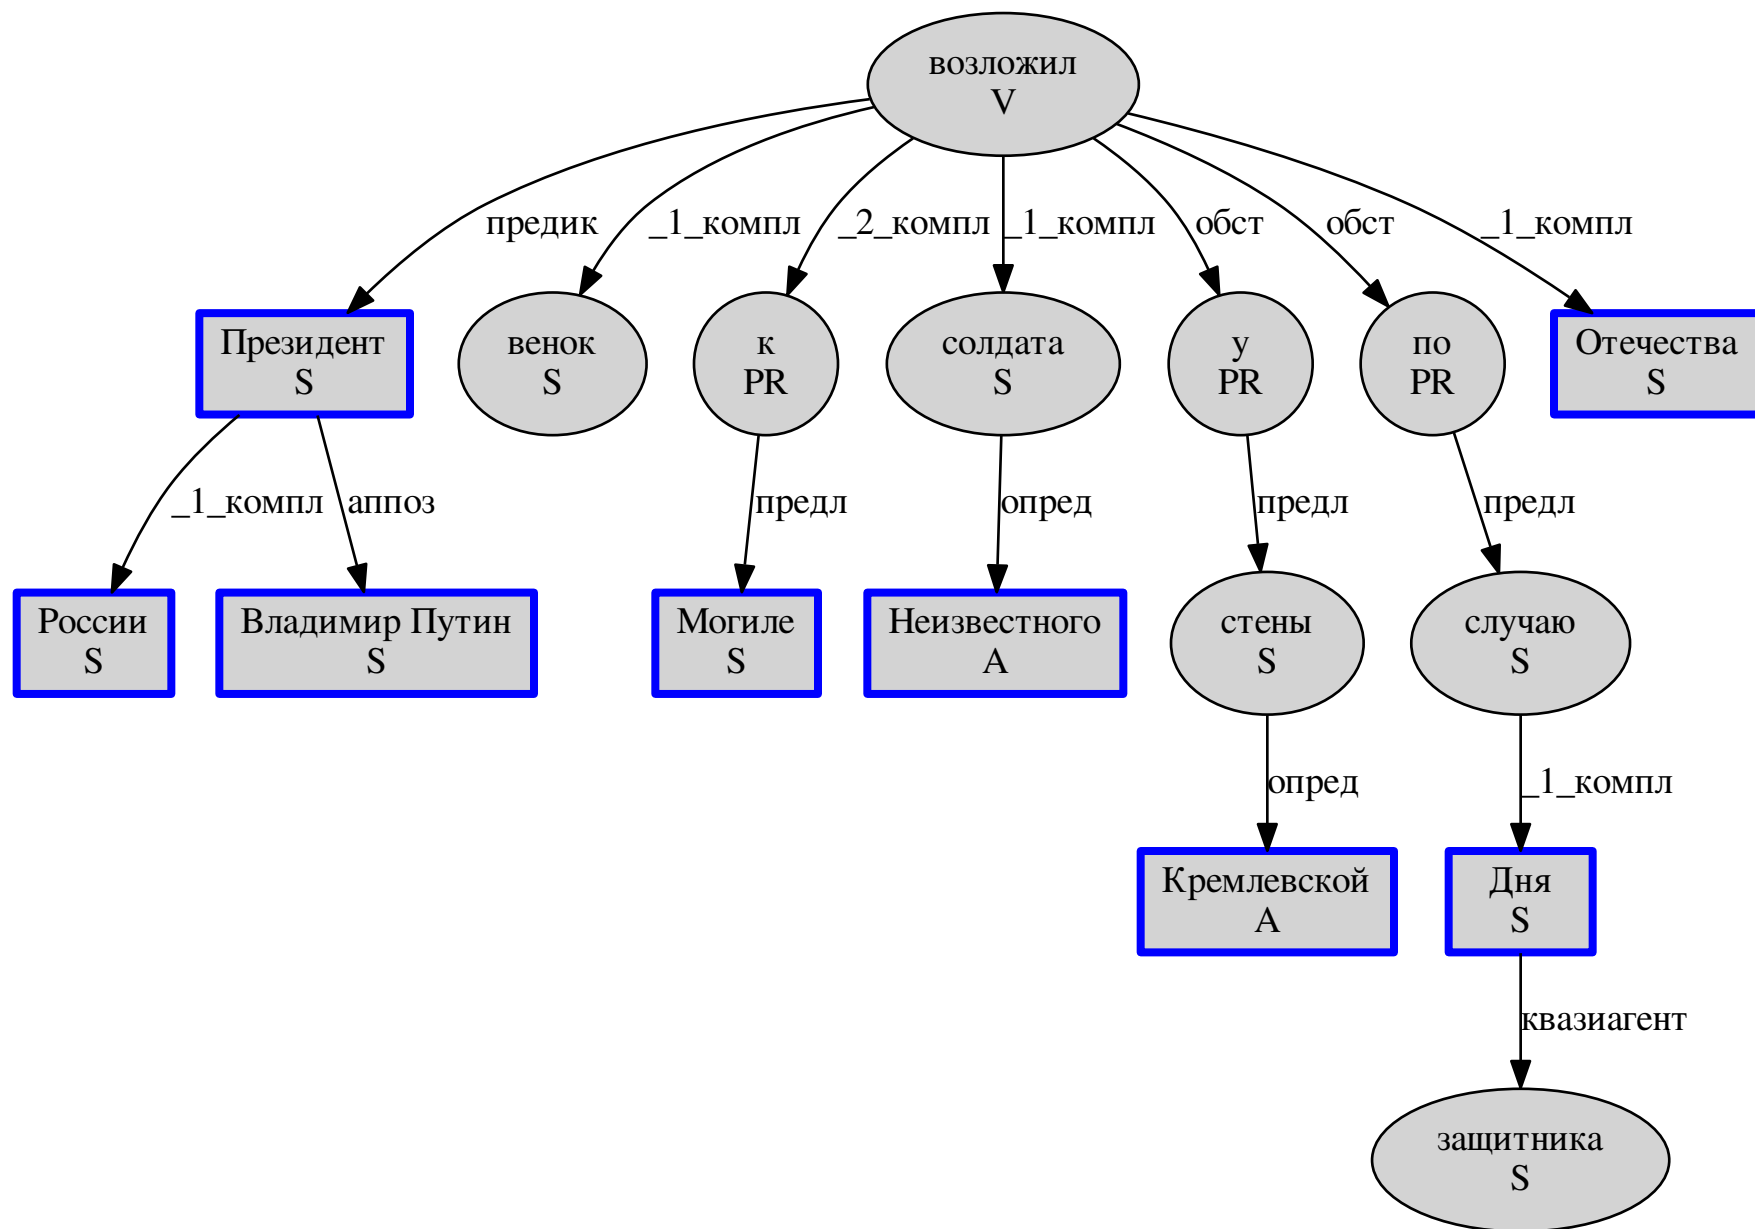 возложил
V
предик
_1_компл
_2_компл
_1_компл
обст
обст
_1_компл
Президент
S
венок
S
к
PR
солдата
S
у
PR
по
PR
Отечества
S
_1_компл
аппоз
предл
опред
предл
предл
России
S
Владимир Путин
S
Могиле
S
Неизвестного
A
стены
S
случаю
S
опред
_1_компл
Кремлевской
A
Дня
S
квазиагент
защитника
S